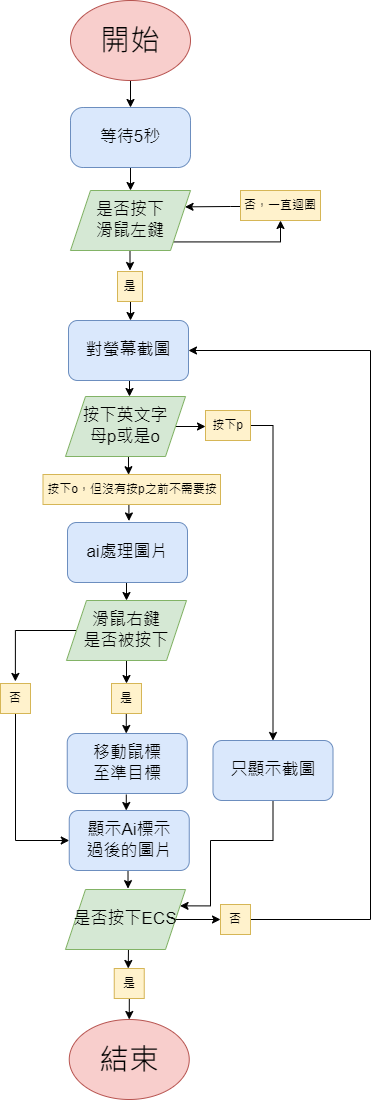 開始
等待5秒
是否按下
滑鼠左鍵
否，一直迴圈
是
對螢幕截圖
按下英文字
母p或是o
按下p
按下o，但沒有按p之前不需要按
ai處理圖片
滑鼠右鍵
是否被按下
否
是
移動鼠標
至準目標
只顯示截圖
顯示Ai標示
過後的圖片
是否按下ECS
否
是
結束